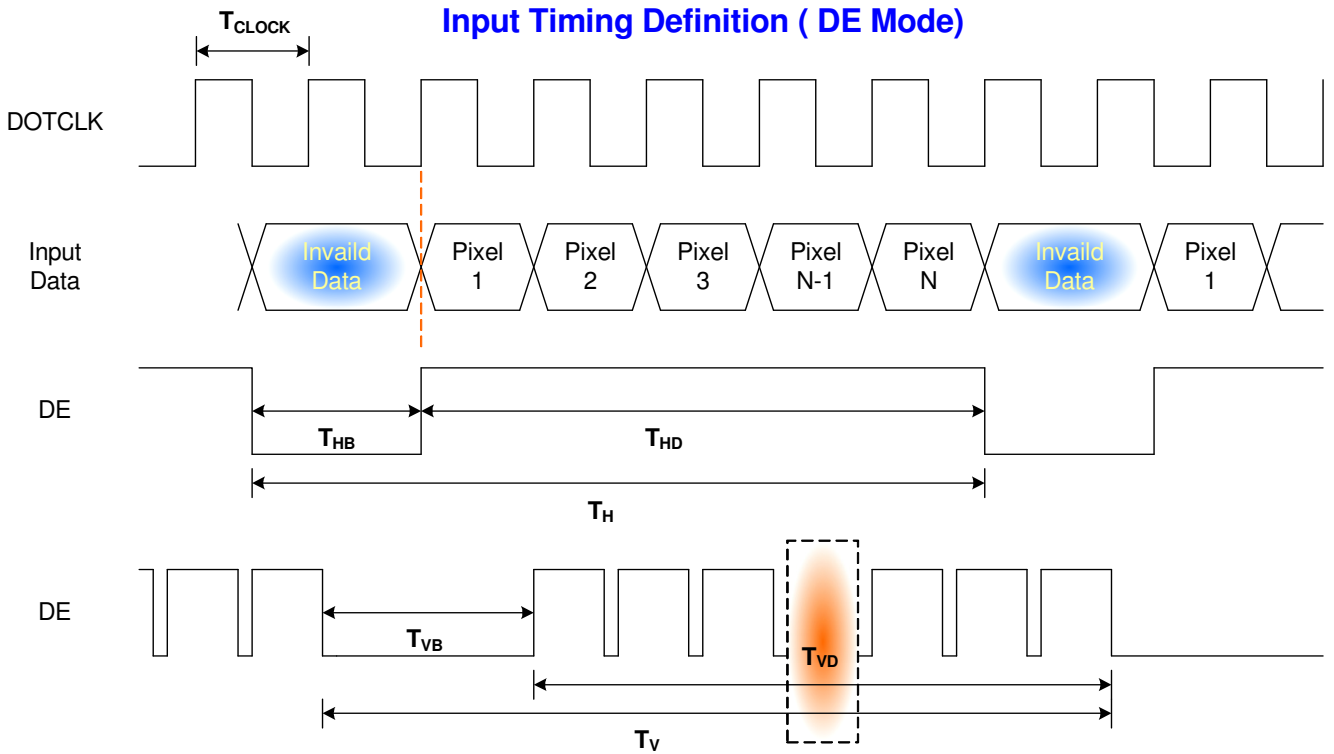 Input Timing Definition ( DE Mode)
TCLOCK
DOTCLK
Input
Data
Invaild
Data
Pixel
1
Pixel
2
Pixel
3
Pixel
N-1
Pixel
N
Invaild
Data
Pixel
1
DE
THB
THD
TH
DE
TVB
TVD
TV